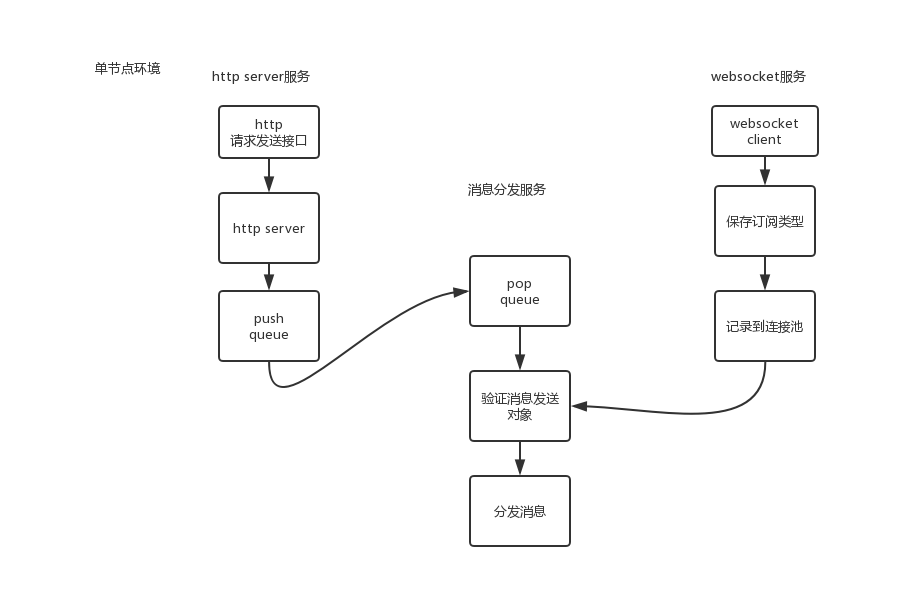 单节点环境
http server服务
http
请求发送接口
http server
push
queue
消息分发服务
pop
queue
验证消息发送
对象
分发消息
websocket服务
websocket
client
保存订阅类型
记录到连接池